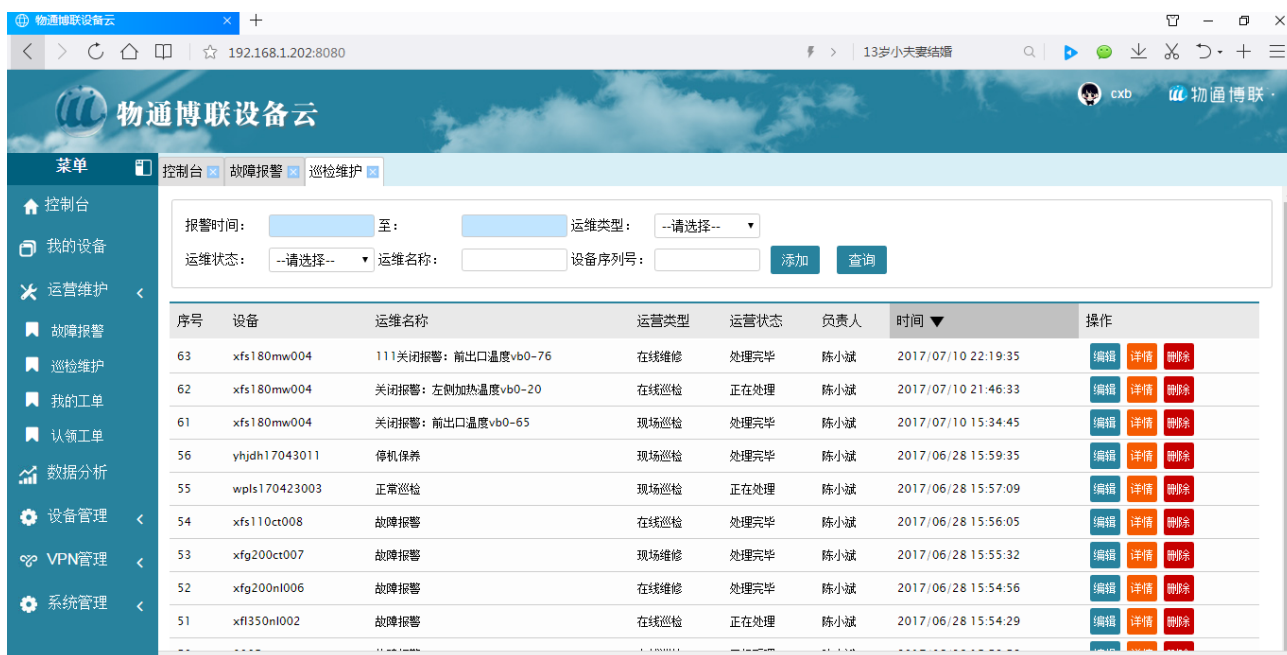 物通博联设备云
192.168.1.202:8080
13岁小夫妻结婚
物通博联设备云
cxb
物通博联
菜单
控制台 故障报警 巡检维护
控制台
我的设备
运营维护
故障报警
巡检维护
我的工单
认领工单
数据分析
设备管理
VPN管理
系统管理
报警时间： 至： 运维类型： --请选择--
运维状态： --请选择-- 运维名称： 设备序列号： 添加 查询
序号 设备 运维名称 运营类型 运营状态 负责人 时间 ▼ 操作
63 xfs180mw004 111关闭报警：前出口温度vb0-76 在线维修 处理完毕 陈小斌 2017/07/10 22:19:35 编辑 详情 删除
62 xfs180mw004 关闭报警：左侧加热温度vb0-20 在线巡检 正在处理 陈小斌 2017/07/10 21:46:33 编辑 详情 删除
61 xfs180mw004 关闭报警：前出口温度vb0-65 现场巡检 处理完毕 陈小斌 2017/07/10 15:34:45 编辑 详情 删除
56 yhjdh17043011 停机保养 现场巡检 处理完毕 陈小斌 2017/06/28 15:59:35 编辑 详情 删除
55 wpls170423003 正常巡检 现场巡检 正在处理 陈小斌 2017/06/28 15:57:09 编辑 详情 删除
54 xfs110ct008 故障报警 在线巡检 处理完毕 陈小斌 2017/06/28 15:56:05 编辑 详情 删除
53 xfg200ct007 故障报警 现场维修 处理完毕 陈小斌 2017/06/28 15:55:32 编辑 详情 删除
52 xfg200nl006 故障报警 在线维修 处理完毕 陈小斌 2017/06/28 15:54:56 编辑 详情 删除
51 xfl350nl002 故障报警 在线巡检 正在处理 陈小斌 2017/06/28 15:54:29 编辑 详情 删除